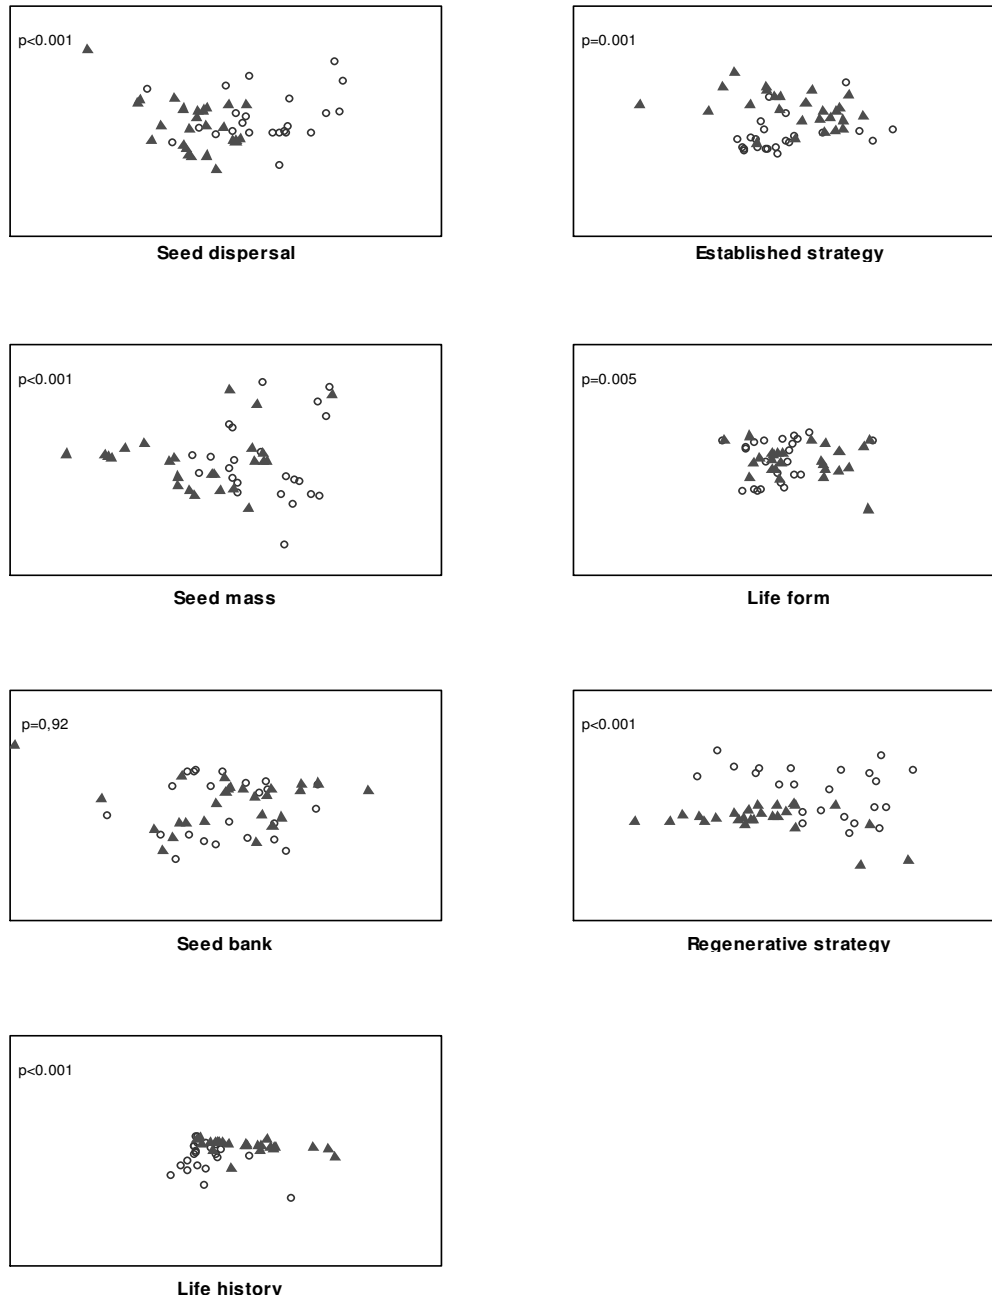 p<0.001
Seed dispersal
p=0.001
Established strategy
p<0.001
Seed mass
p=0.005
Life form
p=0,92
Seed bank
p<0.001
Regenerative strategy
p<0.001
Life history